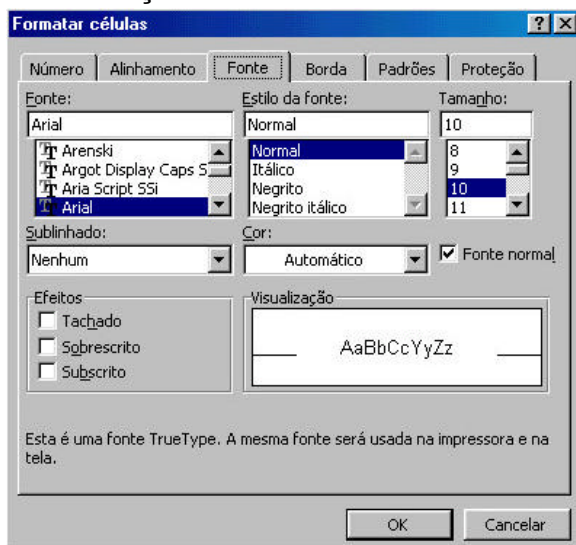 Formatar células
Número Alinhamento Fonte Borda Padrões Proteção
Fonte: Estilo da fonte: Tamanho:
Arial Normal 10
Arenski Normal 8
Argot Display Caps S Itálico 9
Aria Script SSi Negrito 10
Arial Negrito itálico 11
Sublinhado: Cor:
Nenhum Automático Fonte normal
Efeitos Visualização
Tachado
Sobrescrito AaBbCcYyZz
Subscrito
Esta é uma fonte TrueType. A mesma fonte será usada na impressora e na
tela.
OK Cancelar